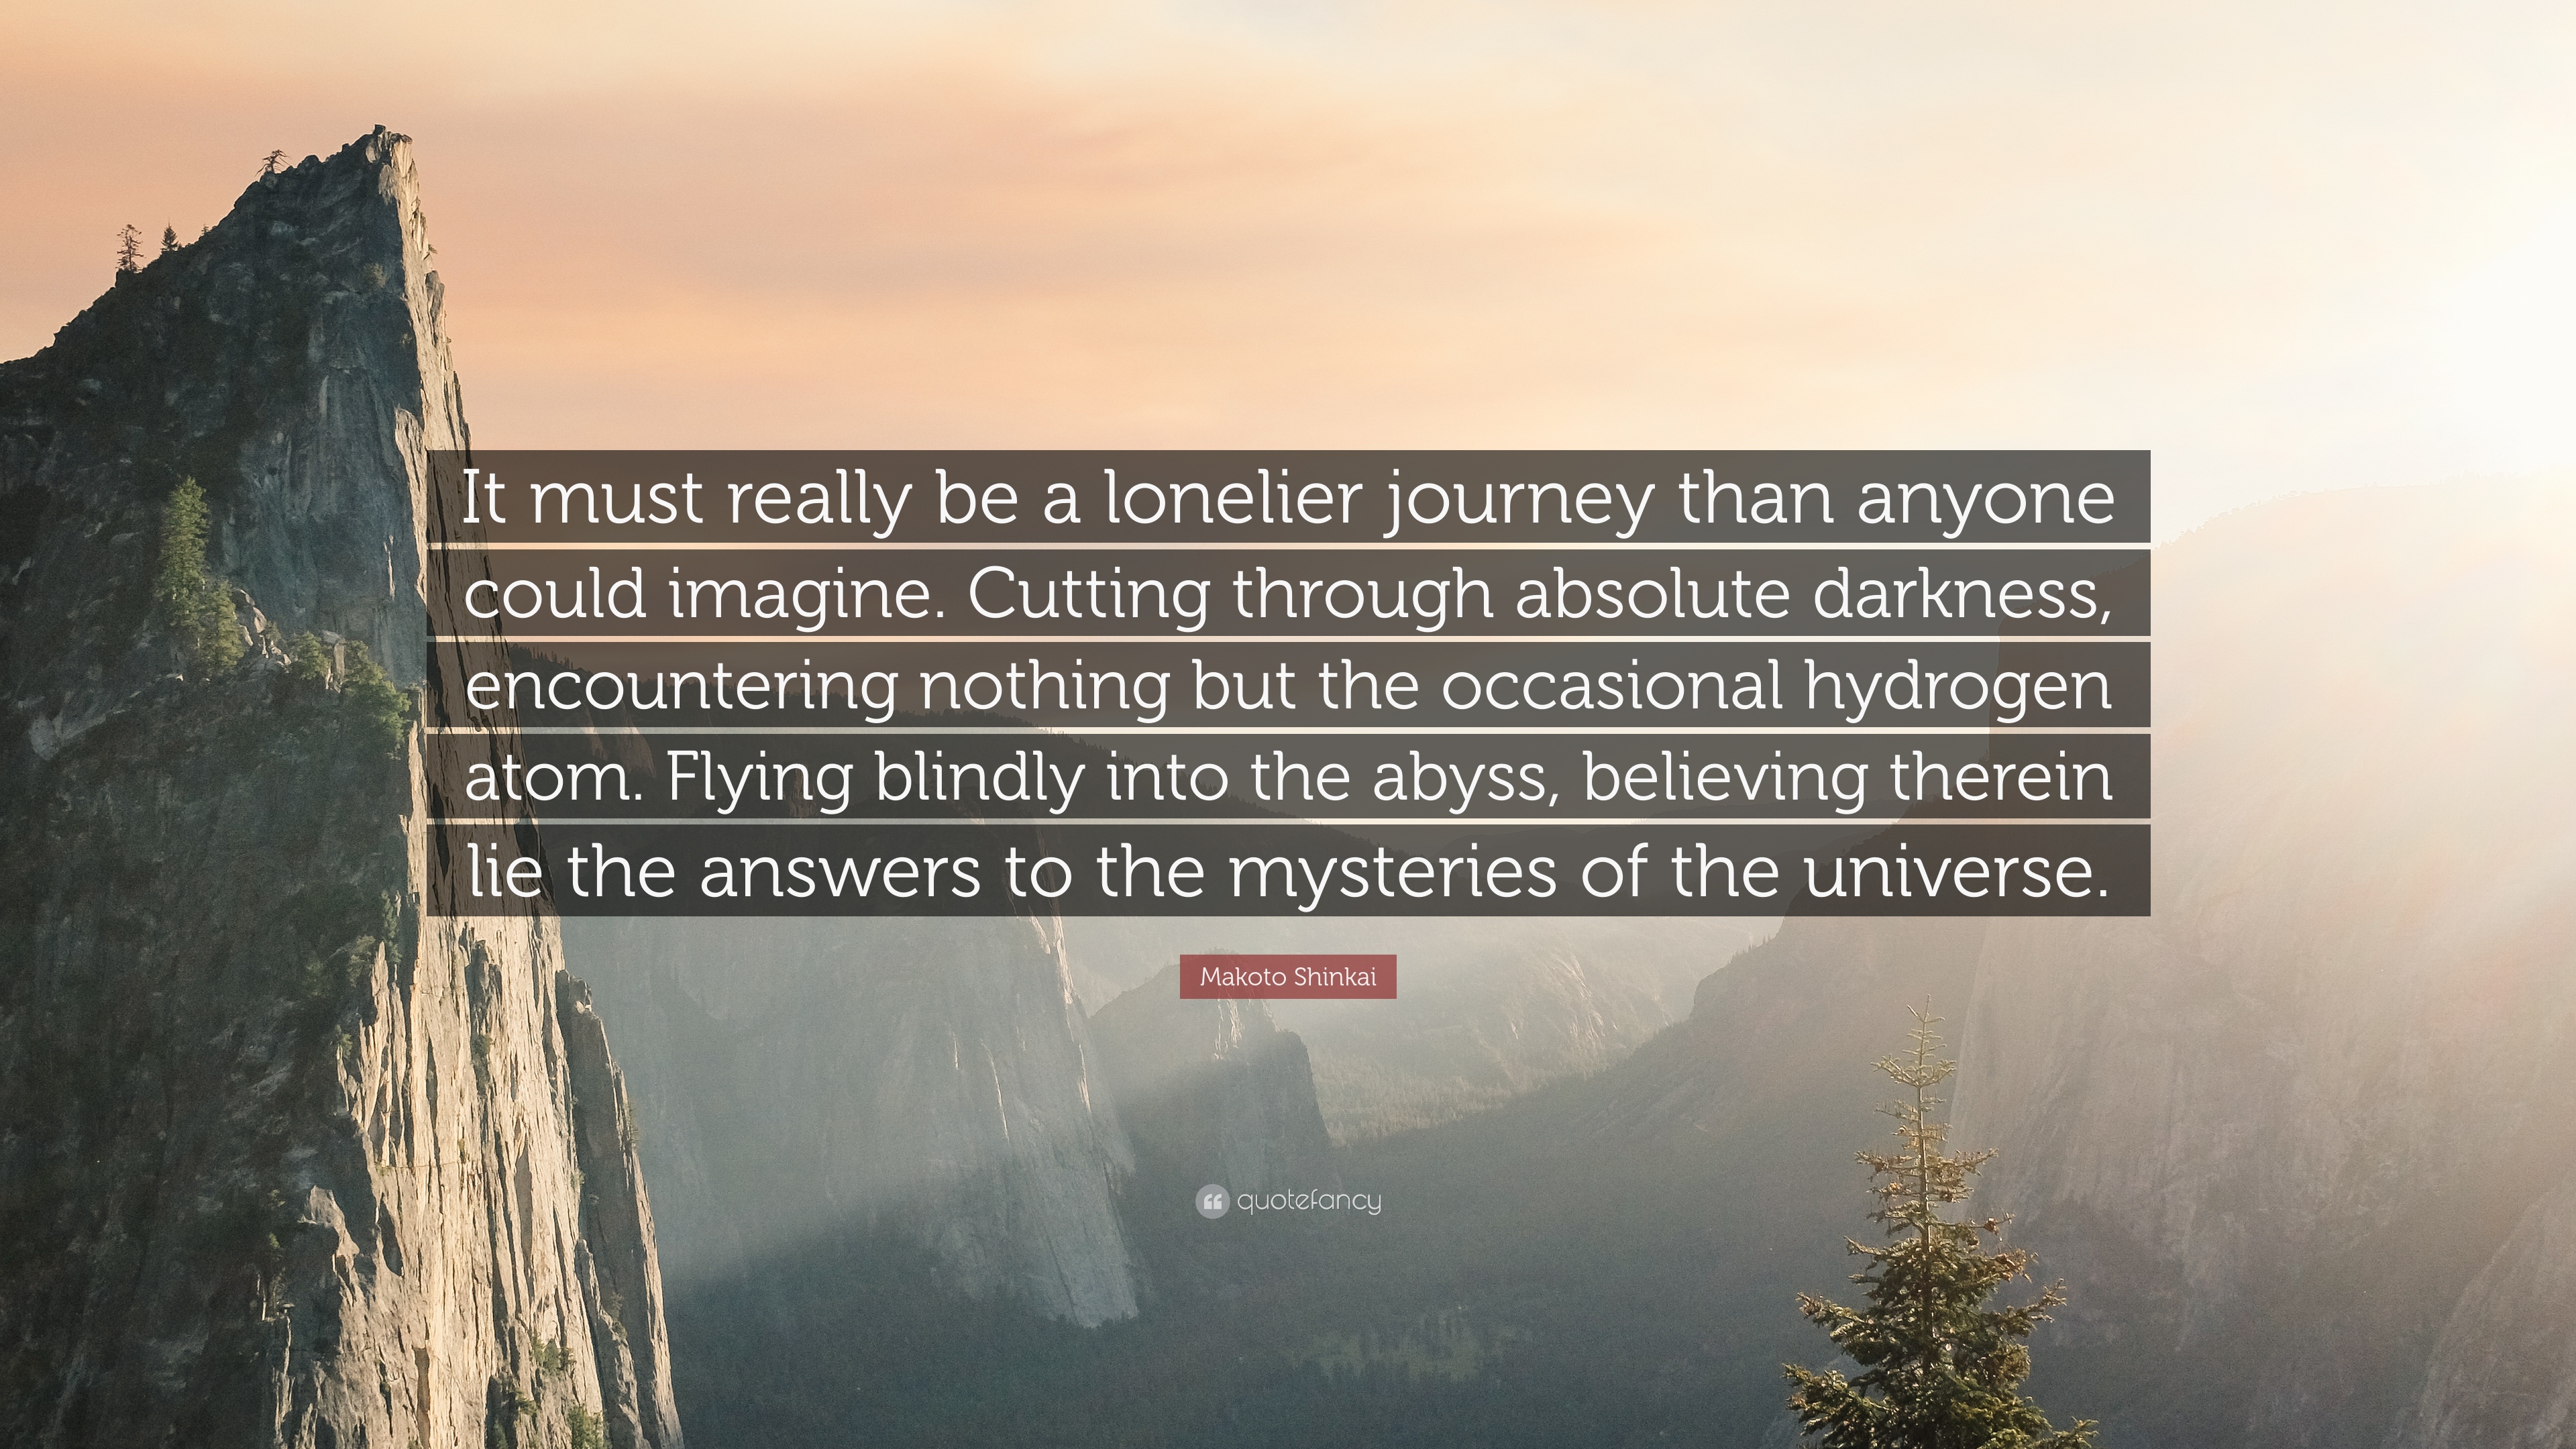 It must really be a lonelier journey than anyone
could imagine. Cutting through absolute darkness,
encountering nothing but the occasional hydrogen
atom. Flying blindly into the abyss, believing therein
lie the answers to the mysteries of the universe.
Makoto Shinkai
quotefancy